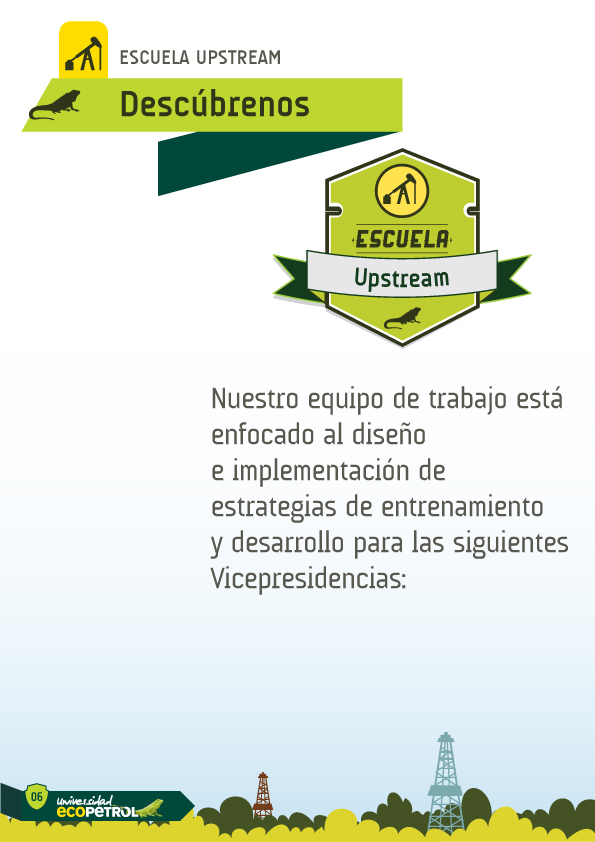 ESCUELA UPSTREAM
Descúbrenos
ESCUELA
Upstream
Nuestro equipo de trabajo está
enfocado al diseño
e implementación de
estrategias de entrenamiento
y desarrollo para las siguientes
Vicepresidencias:
06
Universidad
ECOPETROL